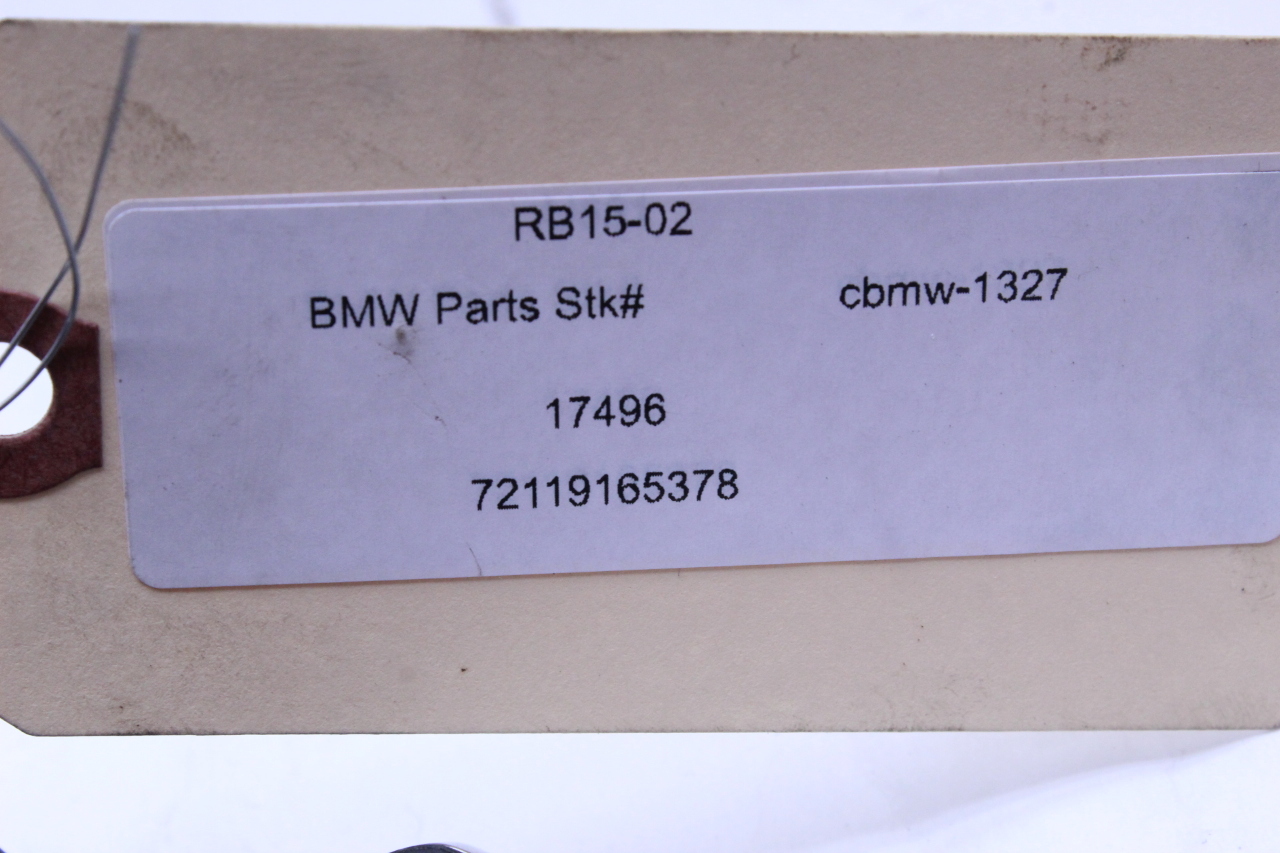 RB15-02
BMW Parts Stk# cbmw-1327
17496
72119165378